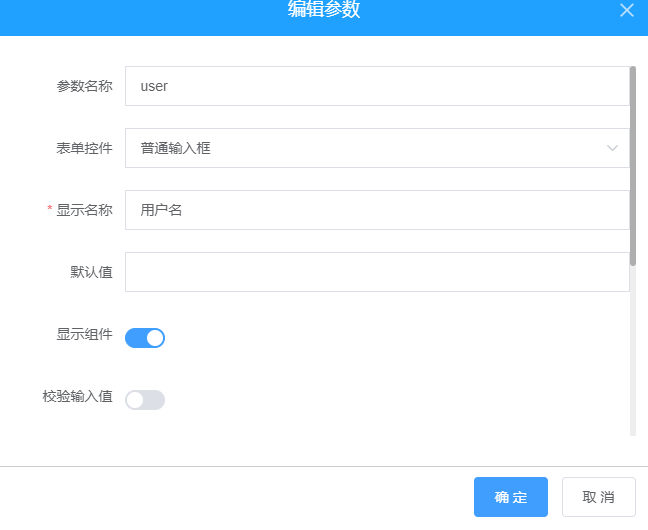 编辑参数
参数名称 user
表单控件 普通输入框
* 显示名称 用户名
默认值
显示组件
校验输入值
确 定 取 消